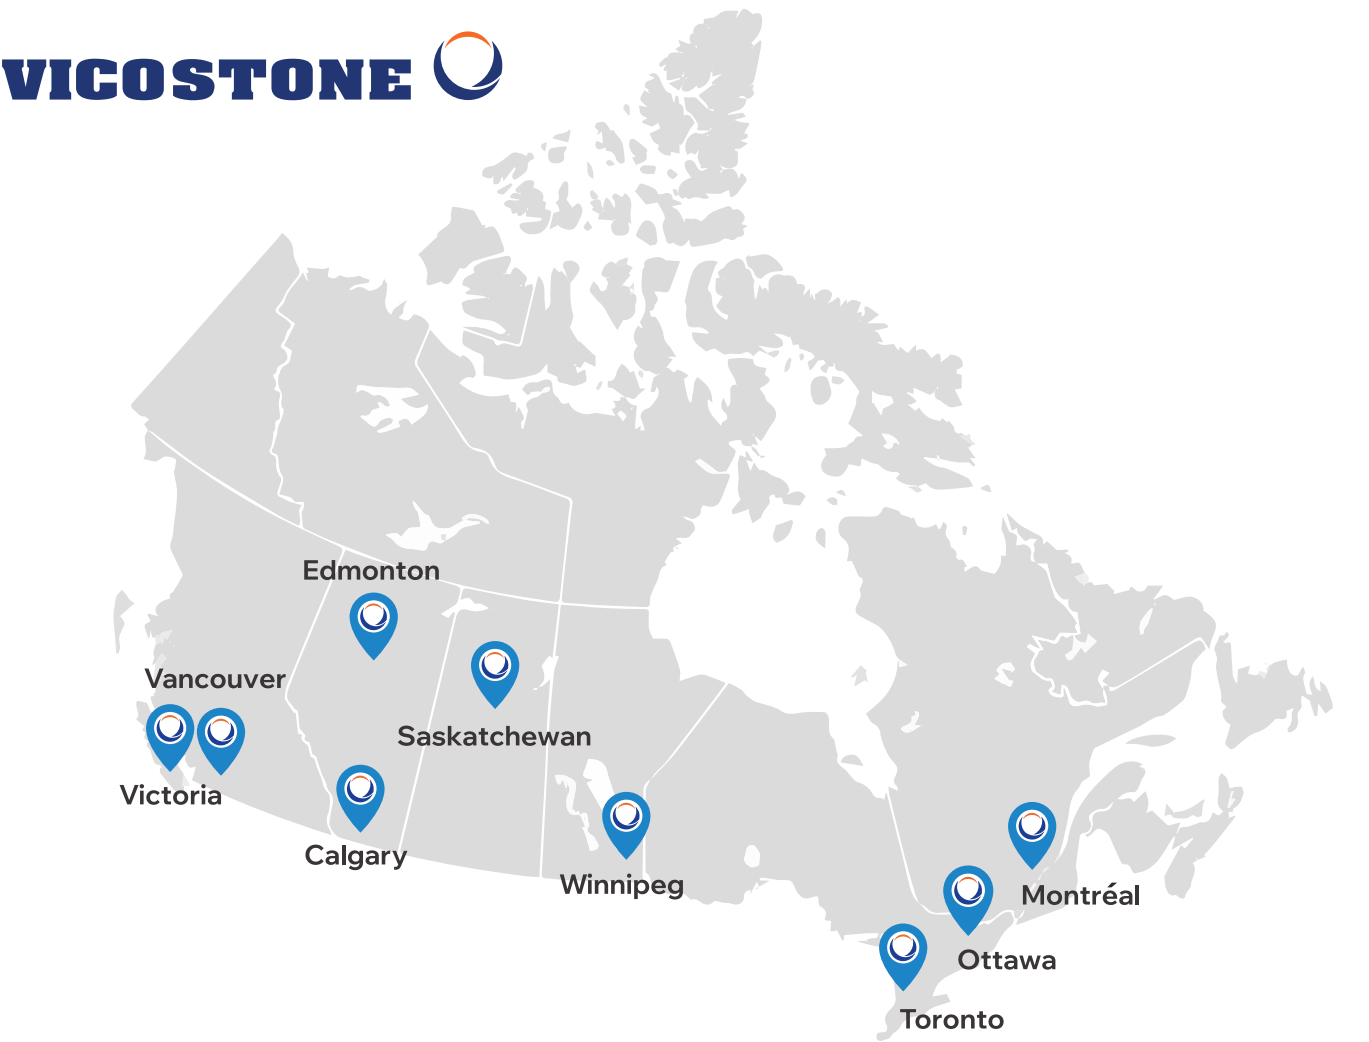 VICOSTONE
Edmonton
Vancouver
Saskatchewan
Victoria
Calgary
Winnipeg
Montréal
Ottawa
Toronto